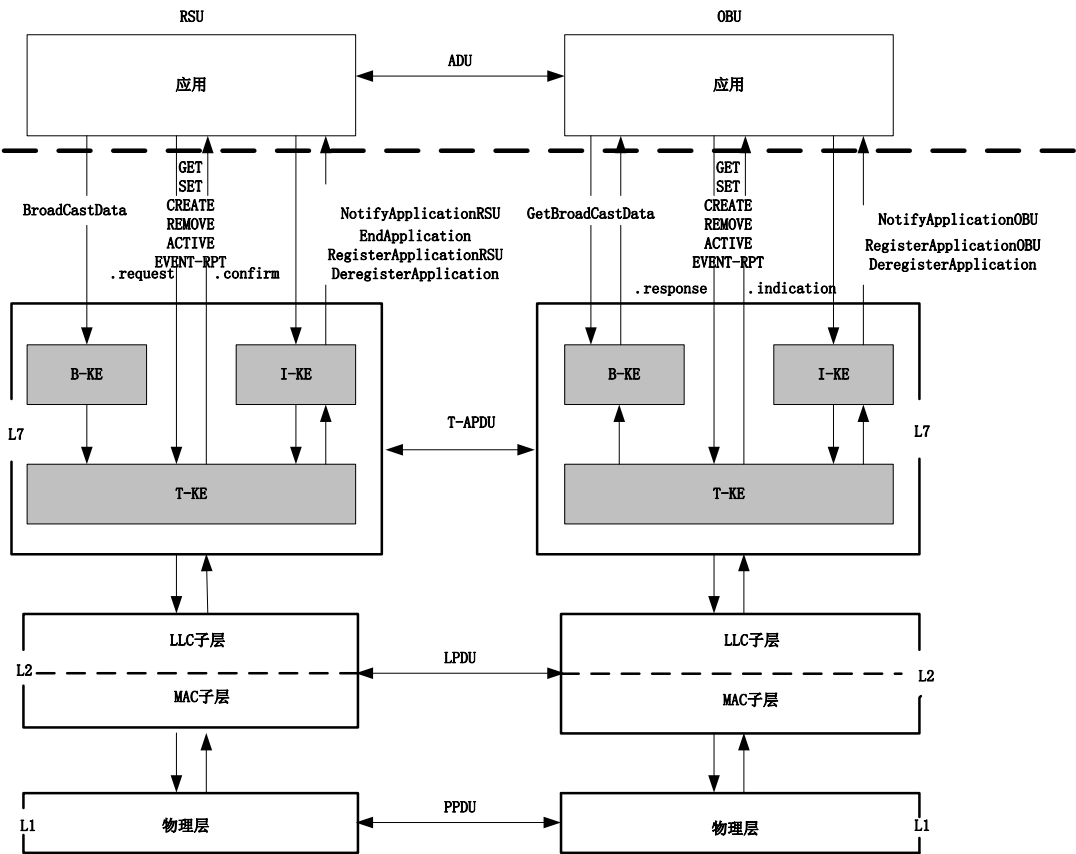 RSU
OBU
ADU
应用
应用
GET
SET
CREATE
REMOVE
ACTIVE
EVENT-RPT
.request
.confirm
BroadCastData
NotifyApplicationRSU
EndApplication
RegisterApplicationRSU
DeregisterApplication
GetBroadCastData
GET
SET
CREATE
REMOVE
ACTIVE
EVENT-RPT
.response
.indication
NotifyApplicationOBU
RegisterApplicationOBU
DeregisterApplication
B-KE
I-KE
B-KE
I-KE
L7
T-APDU
L7
T-KE
T-KE
LLC子层
LLC子层
L2
LPDU
L2
MAC子层
MAC子层
L1
物理层
PPDU
物理层
L1